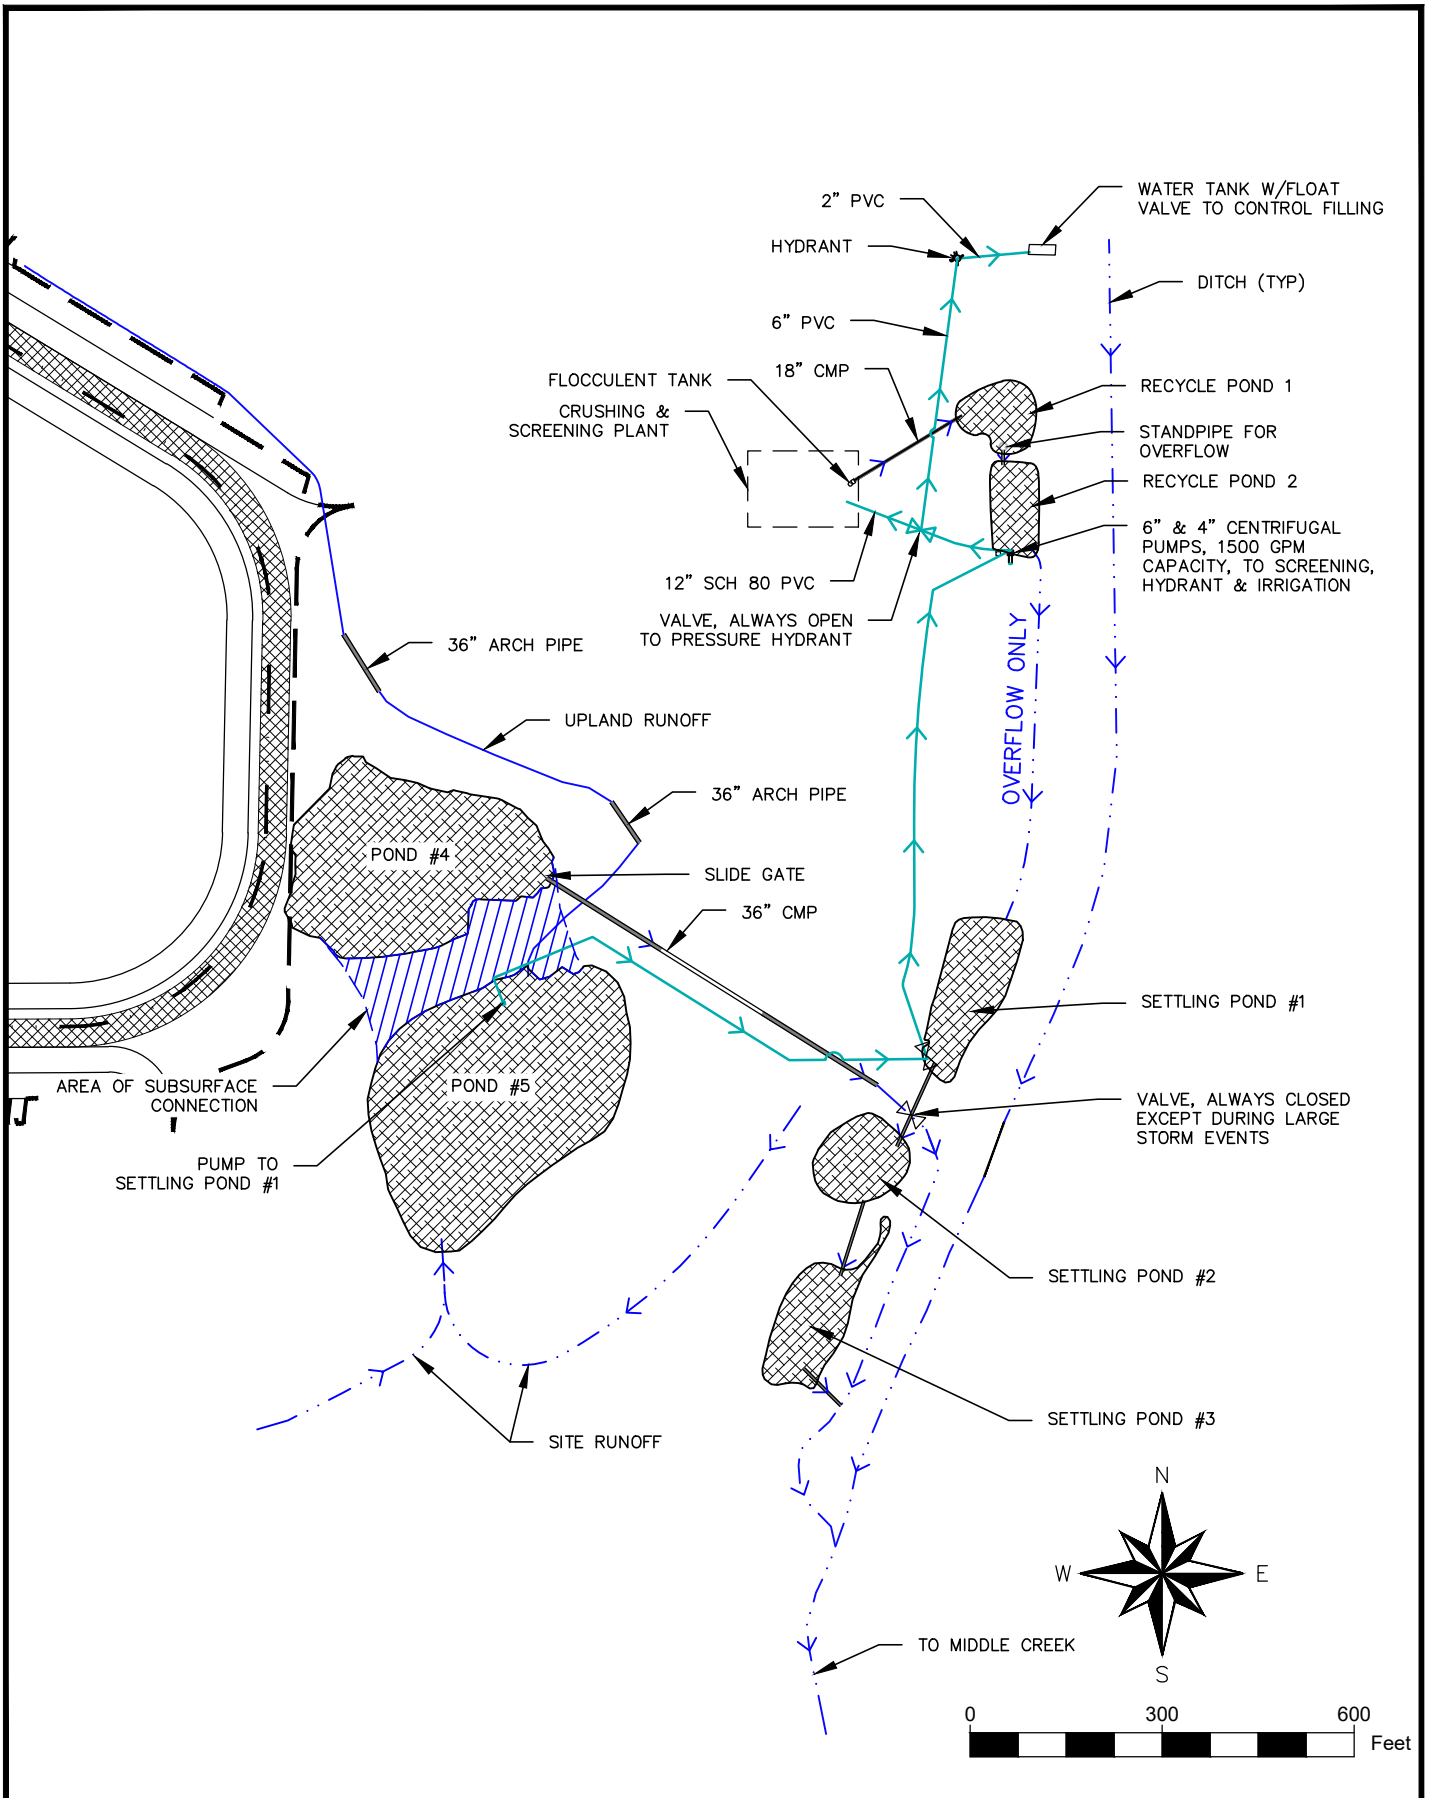 WATER TANK W/FLOAT
VALVE TO CONTROL FILLING
2” PVC
HYDRANT
DITCH (TYP)
6” PVC
18” CMP
FLOCCULENT TANK
RECYCLE POND 1
CRUSHING &
SCREENING PLANT
STANDPIPE FOR
OVERFLOW
RECYCLE POND 2
6” & 4” CENTRIFUGAL
PUMPS, 1500 GPM
CAPACITY, TO SCREENING,
HYDRANT & IRRIGATION
12” SCH 80 PVC
VALVE, ALWAYS OPEN
TO PRESSURE HYDRANT
36” ARCH PIPE
OVERFLOW ONLY
UPLAND RUNOFF
36” ARCH PIPE
POND #4
SLIDE GATE
36” CMP
SETTLING POND #1
AREA OF SUBSURFACE
CONNECTION
POND #5
VALVE, ALWAYS CLOSED
EXCEPT DURING LARGE
STORM EVENTS
PUMP TO
SETTLING POND #1
SETTLING POND #2
SETTLING POND #3
SITE RUNOFF
N
W
E
S
TO MIDDLE CREEK
0 300 600
Feet